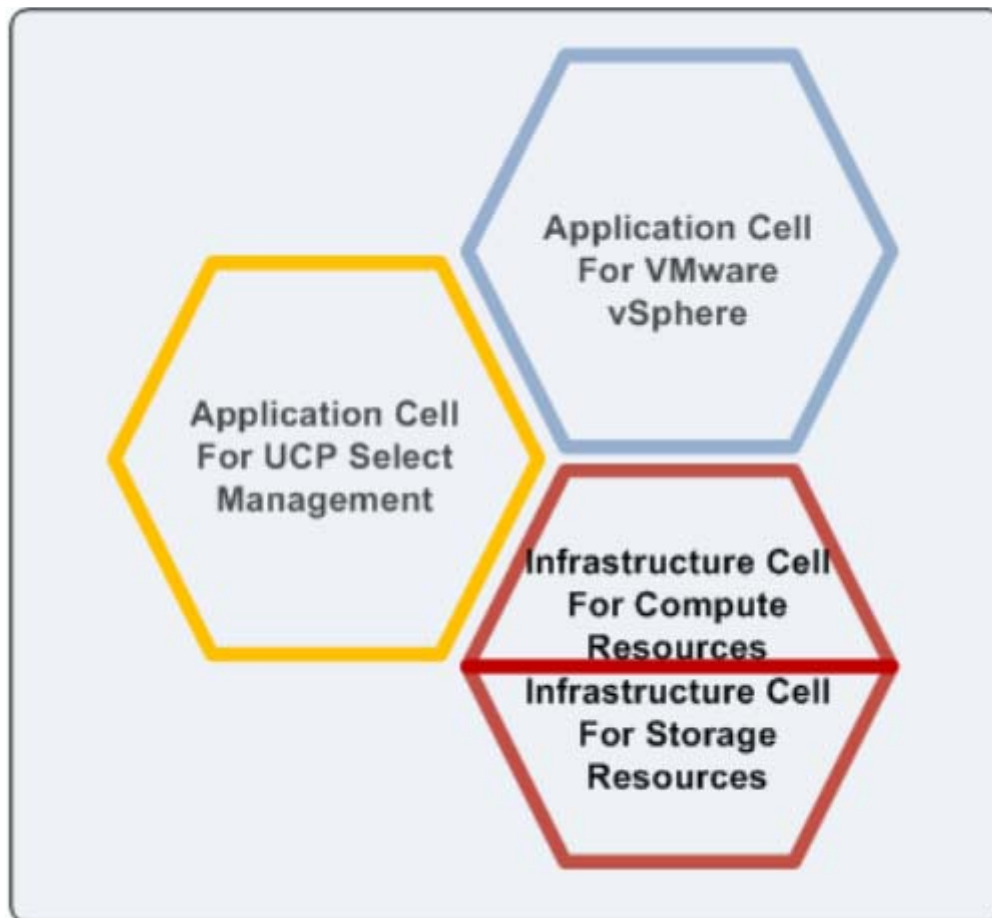 Application Cell
For VMware
vSphere
Application Cell
For UCP Select
Management
Infrastructure Cell
For Compute
Resources
Infrastructure Cell
For Storage
Resources